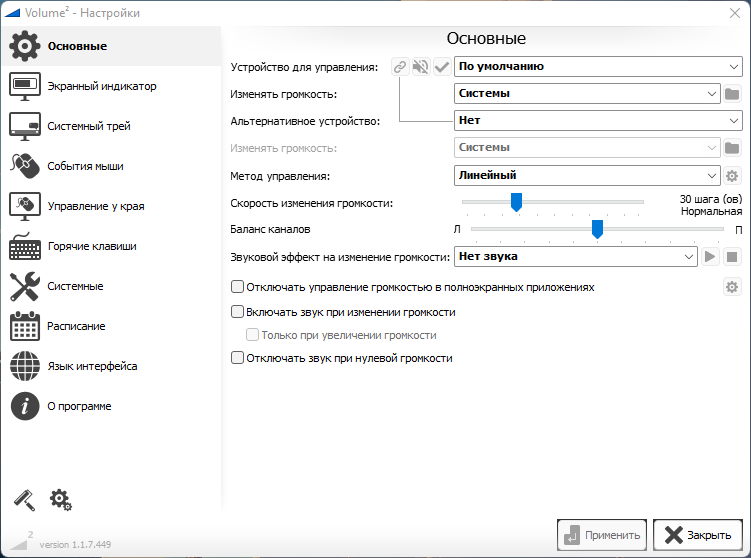 Volume² - Настройки
Основные
Экранный индикатор
Системный трей
События мыши
Управление у края
Горячие клавиши
Системные
Расписание
Язык интерфейса
О программе
2
version 1.1.7.449
Основные
Устройство для управления: По умолчанию
Изменять громкость: Системы
Альтернативное устройство: Нет
Изменять громкость: Системы
Метод управления: Линейный
Скорость изменения громкости: 30 шага (ов)
Нормальная
Баланс каналов Л П
Звуковой эффект на изменение громкости: Нет звука
Отключать управление громкостью в полноэкранных приложениях
Включать звук при изменении громкости
Только при увеличении громкости
Отключать звук при нулевой громкости
Применить Закрыть